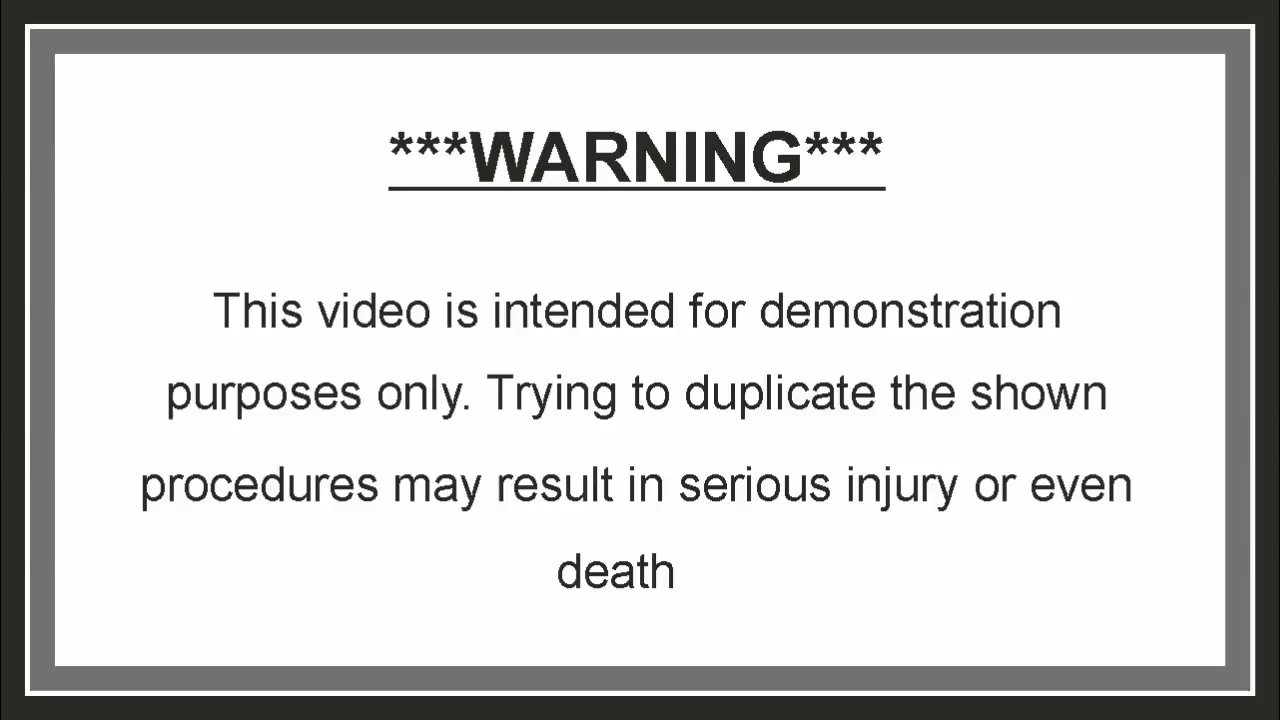 ***WARNING***
This video is intended for demonstration
purposes only. Trying to duplicate the shown
procedures may result in serious injury or even
death